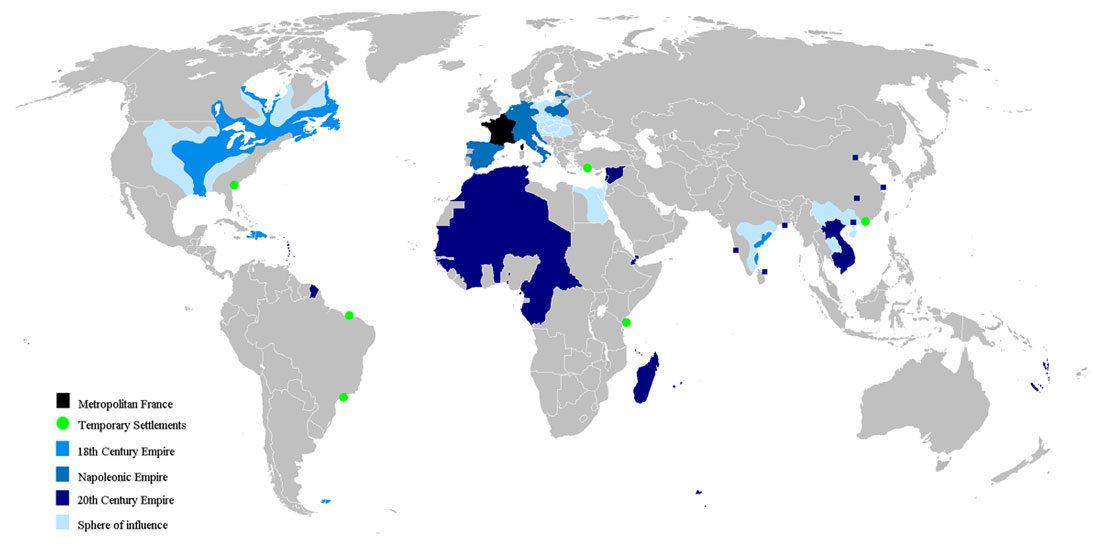 Metropolitan France
Temporary Settlements
18th Century Empire
Napoleonic Empire
20th Century Empire
Sphere of influence